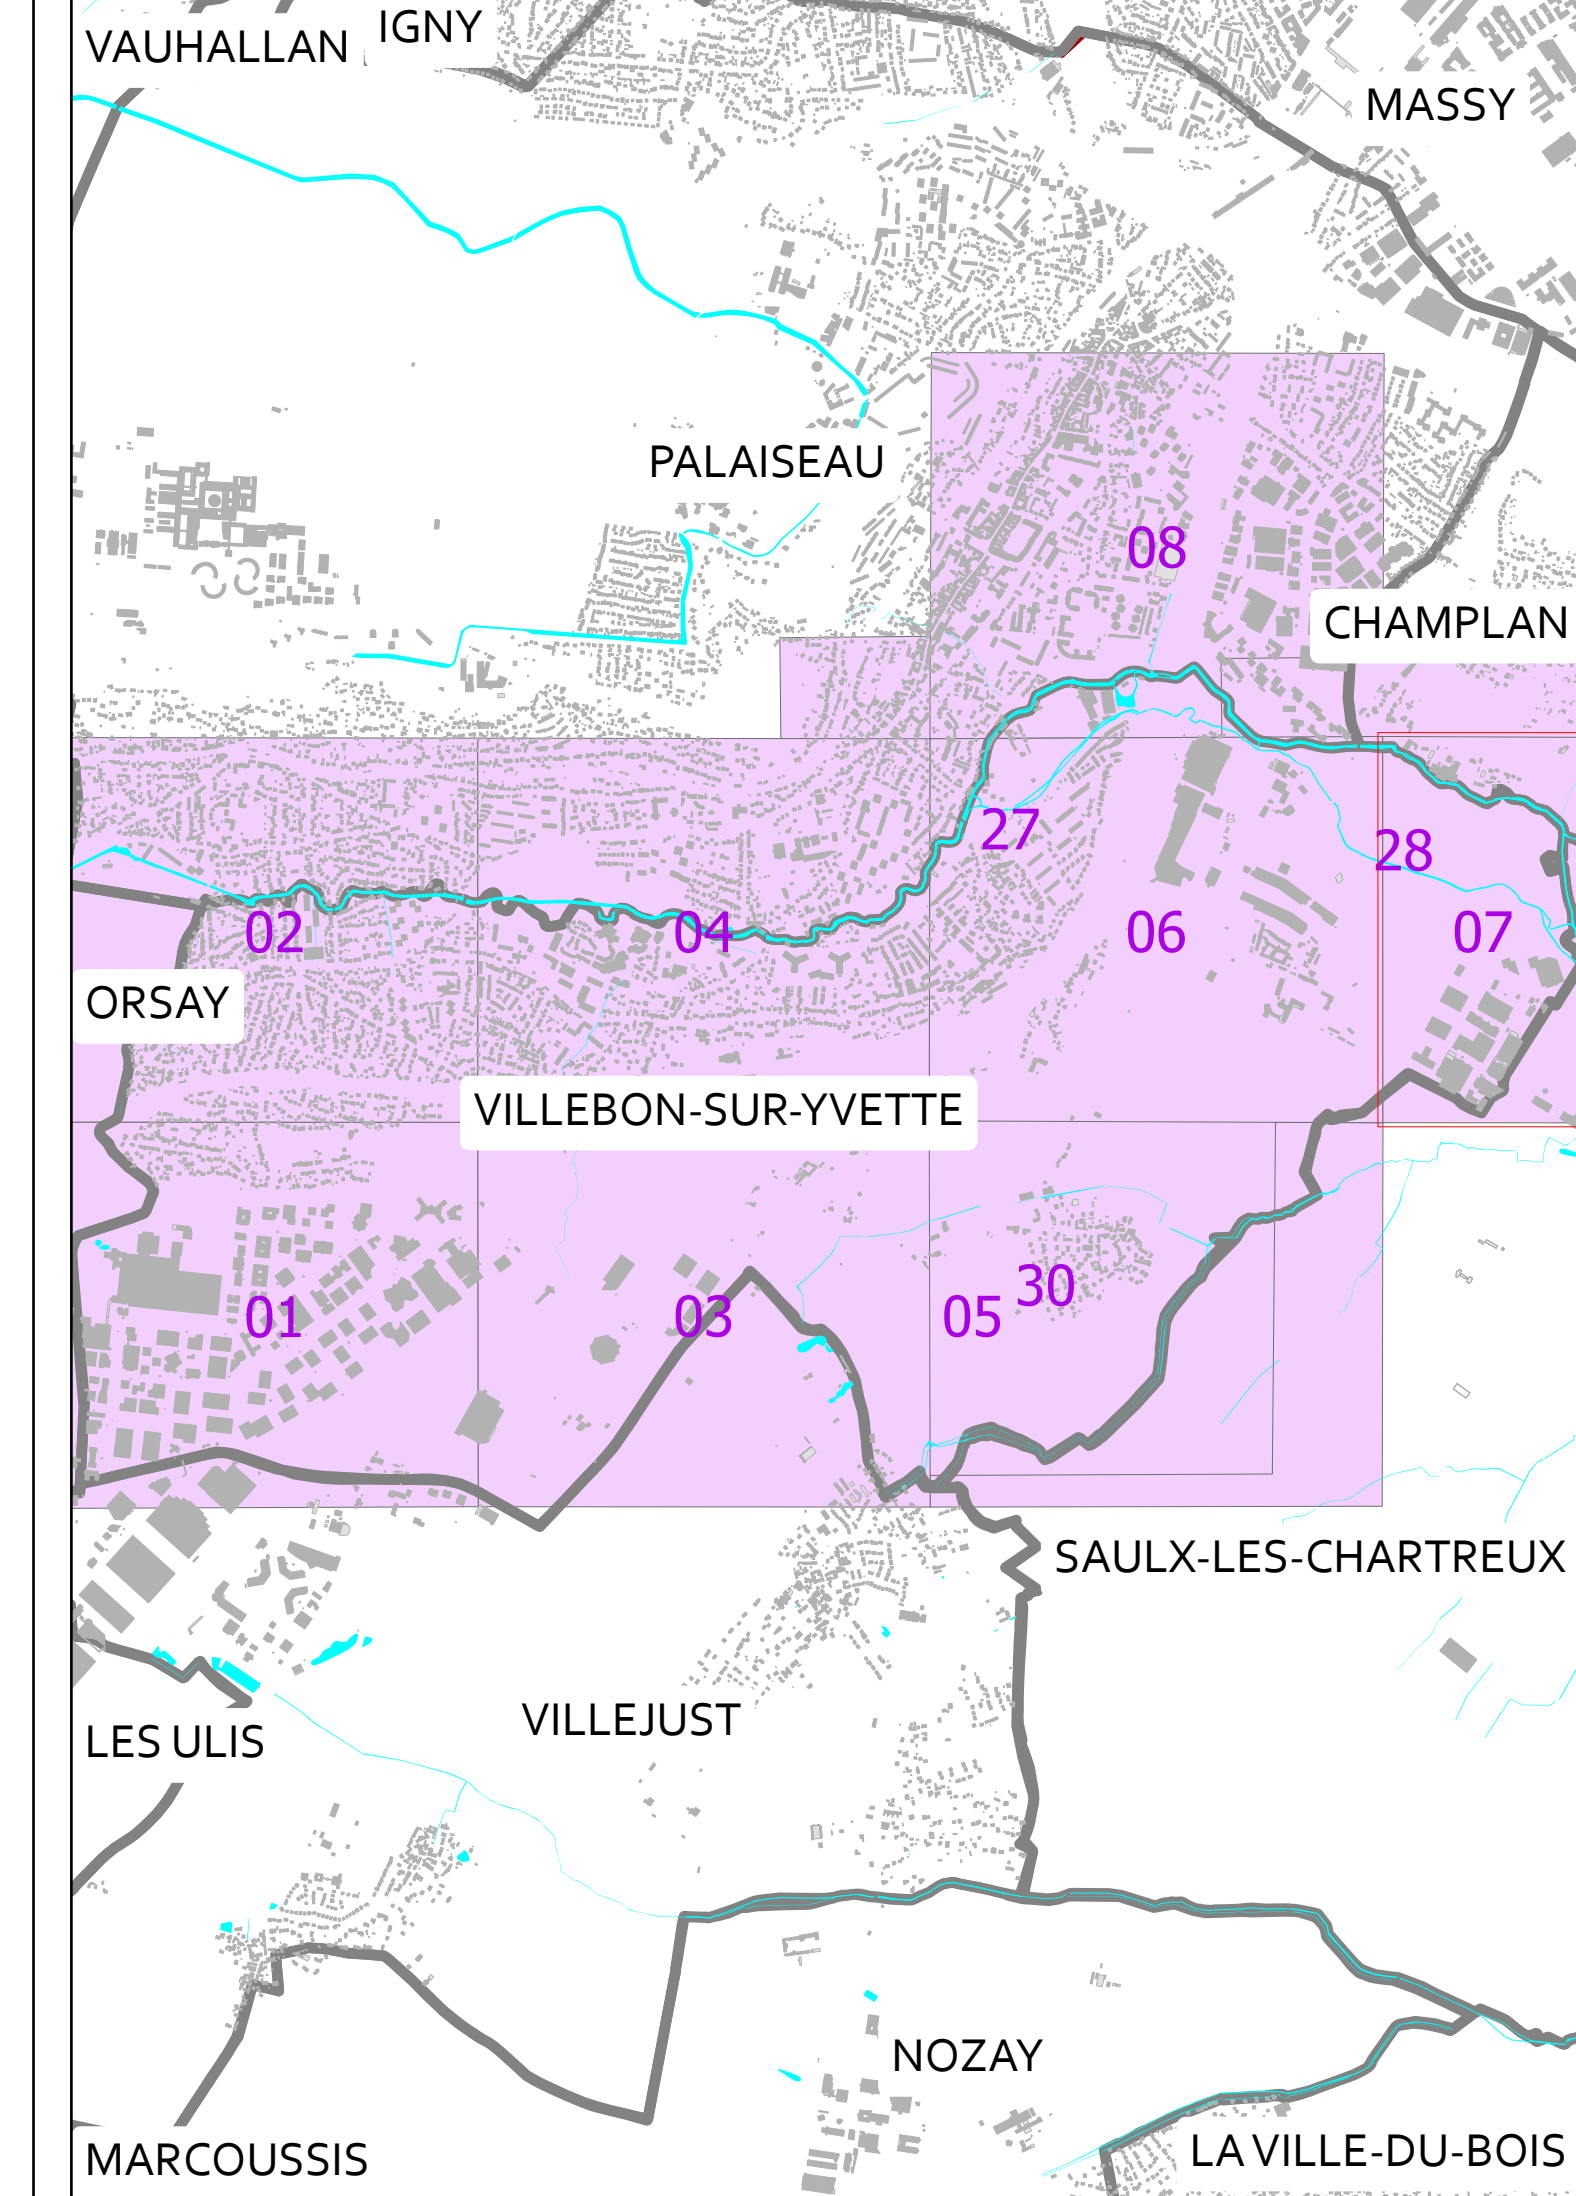 IGNY
VAUHALLAN
MASSY
PALAISEAU
08
CHAMPLAN
27
28
02
04
06
07
ORSAY
VILLEBON-SUR-YVETTE
30
01
03
05
SAULX-LES-CHARTREUX
VILLEJUST
LES ULIS
NOZAY
LA VILLE-DU-BOIS
MARCOUSSIS